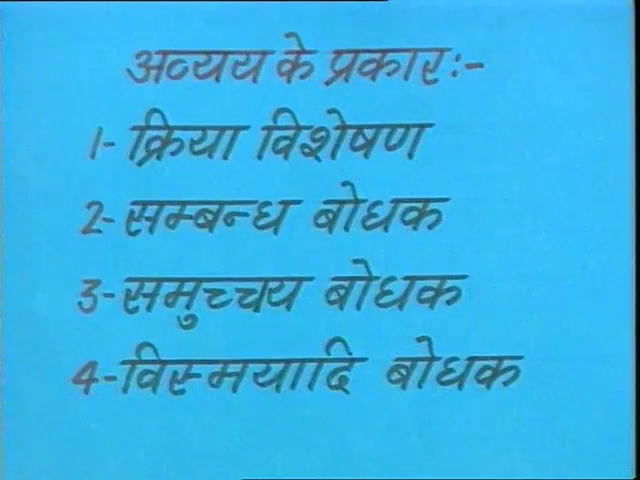 अव्यय के प्रकार:-
1- क्रिया विशेषण
2- सम्बन्ध बोधक
3- समुच्चय बोधक
4- विस्मयादि बोधक